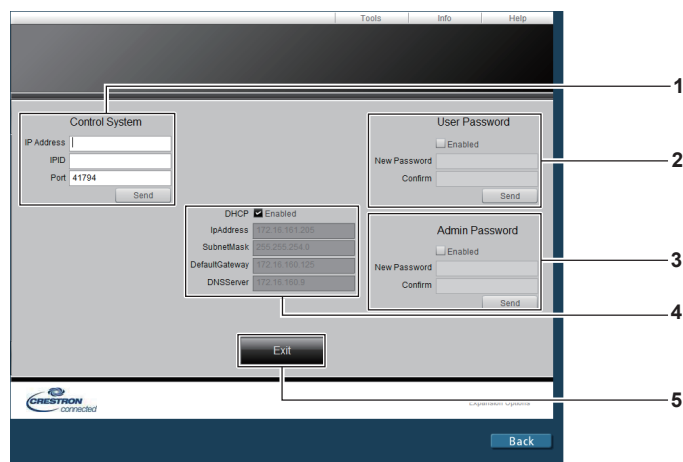 Tools Info Help
1
Control System
IP Address
IPID
Port 41794
Send
User Password
Enabled
New Password
Confirm
Send
2
DHCP Enabled
IpAddress 172.16.161.205
SubnetMask 255.255.254.0
DefaultGateway 172.16.160.125
DNSServer 172.16.160.9
Admin Password
Enabled
New Password
Confirm
Send
3
4
Exit
CRESTRON
connected
Expansion Options
5
Back